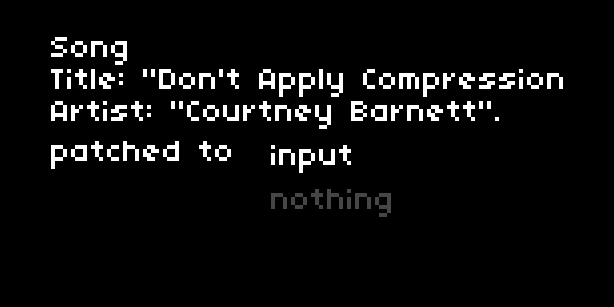 Song
Title: "Don't Apply Compression
Artist: "Courtney Barnett".
patched to input
nothing